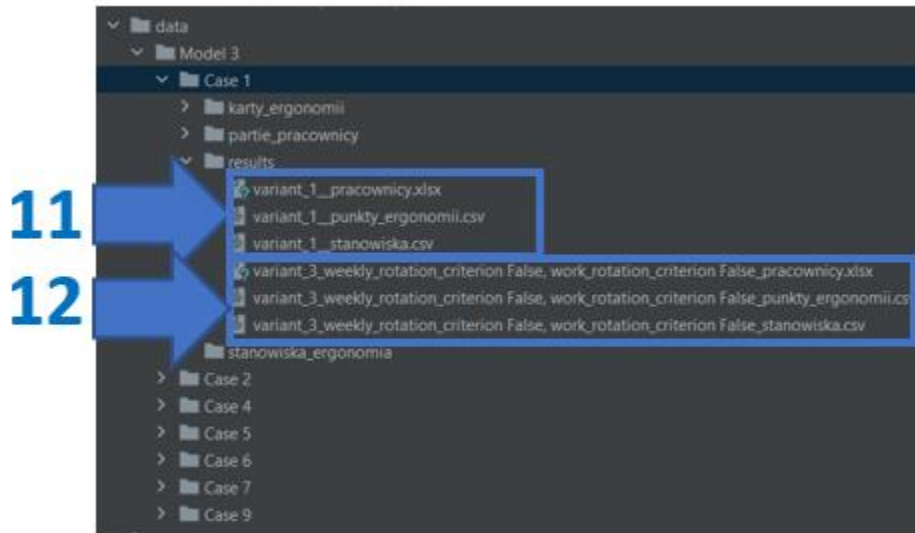 data
Model 3
Case 1
karty_ergonomii
partie_pracownicy
results
11
variant_1__pracownicy.xlsx
variant_1__punkty_ergonomii.csv
variant_1__stanowiska.csv
12
variant_3_weekly_rotation_criterion False, work_rotation_criterion False_pracownicy.xlsx
variant_3_weekly_rotation_criterion False, work_rotation_criterion False_punkty_ergonomii.cs
variant_3_weekly_rotation_criterion False, work_rotation_criterion False_stanowiska.csv
stanowiska_ergonomia
Case 2
Case 4
Case 5
Case 6
Case 7
Case 9